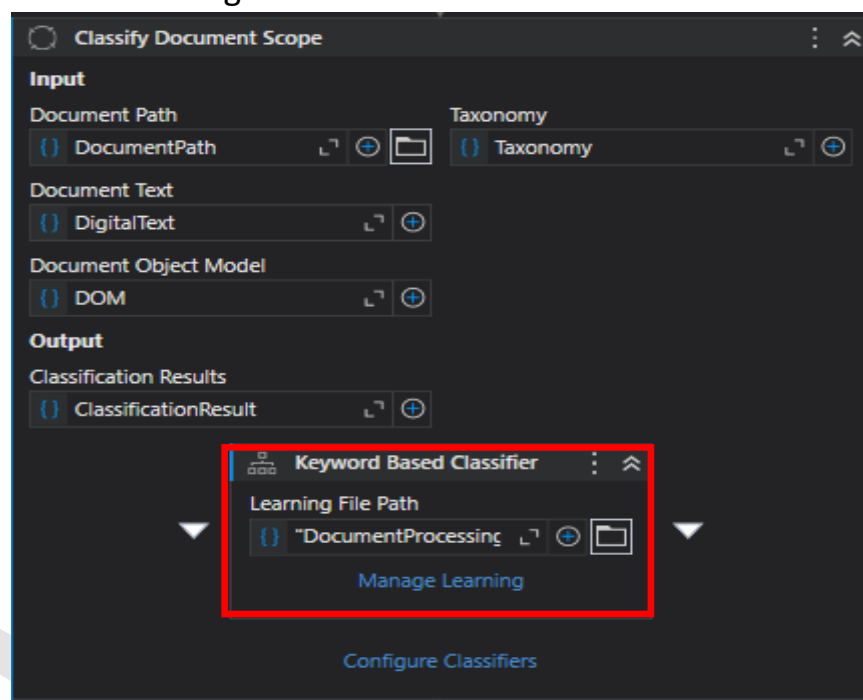 Classify Document Scope
Input
Document Path
Taxonomy
DocumentPath
Taxonomy
Document Text
DigitalText
Document Object Model
DOM
Output
Classification Results
ClassificationResult
Keyword Based Classifier
Learning File Path
"DocumentProcessing
Manage Learning
Configure Classifiers